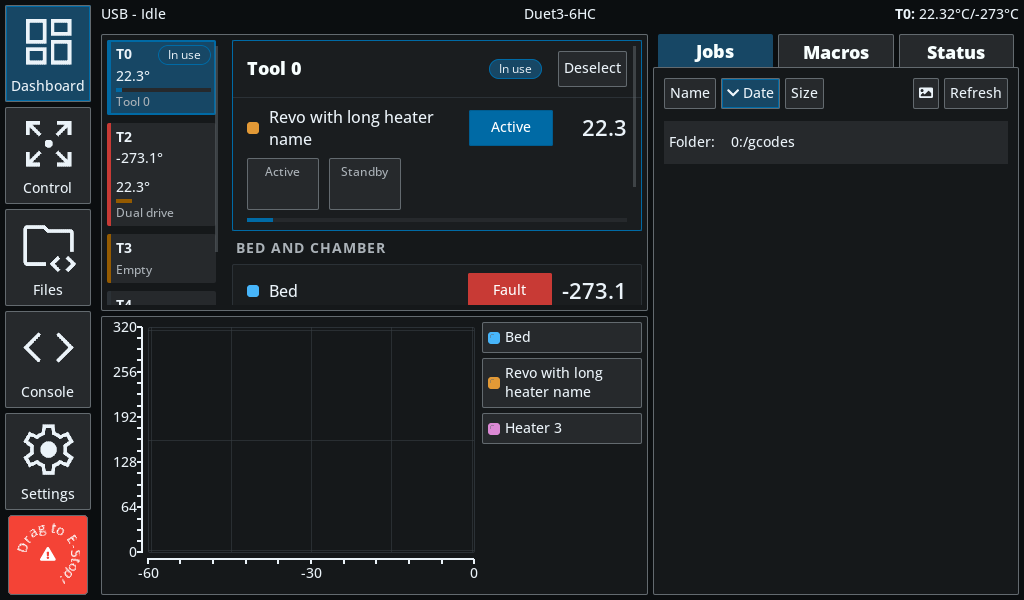 USB - Idle
Duet3-6HC
T0: 22.32°C/-273°C
Dashboard
Control
Files
Console
Settings
Drag to E-Stop!
T0
In use
22.3°
Tool 0
T2
-273.1°
22.3°
Dual drive
T3
Empty
T4
Tool 0
In use
Deselect
Revo with long heater
name
Active
22.3
Active
Standby
BED AND CHAMBER
Bed
Fault
-273.1
320
256
192
128
64
0
-60
-30
0
Bed
Revo with long
heater name
Heater 3
Jobs
Macros
Status
Name
Date
Size
Refresh
Folder:
0:/gcodes